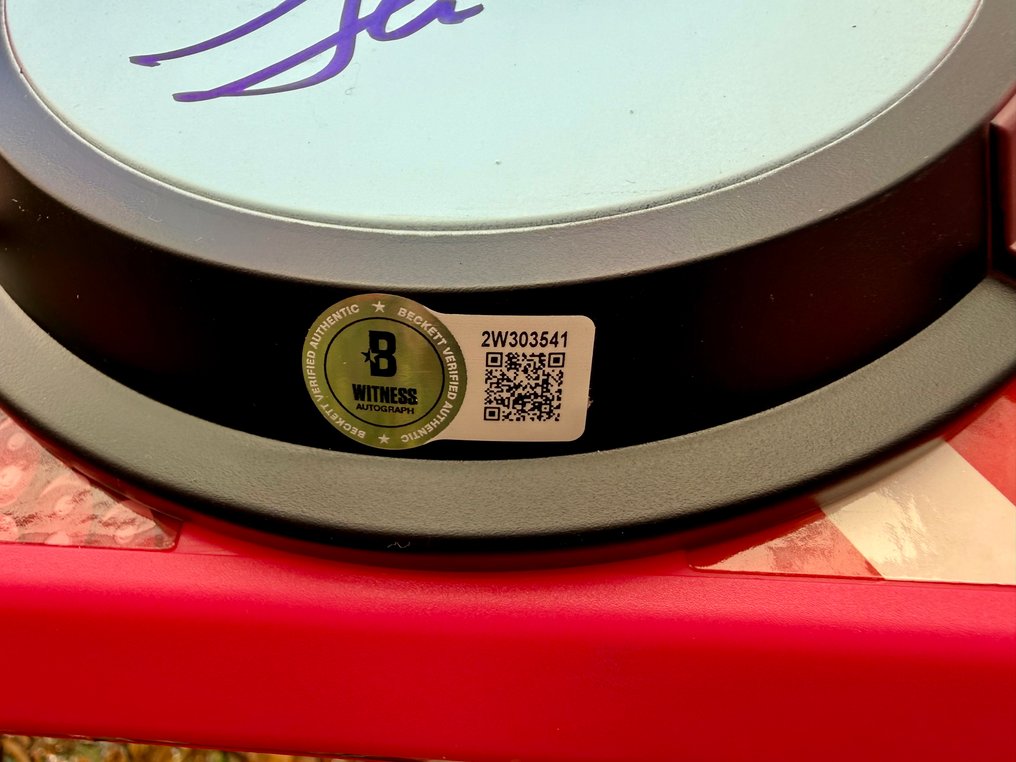 BECKETT VERIFIED AUTHENTIC ★ BECKETT VERIFIED AUTHENTIC ★
B
WITNESS
AUTOGRAPH
2W303541